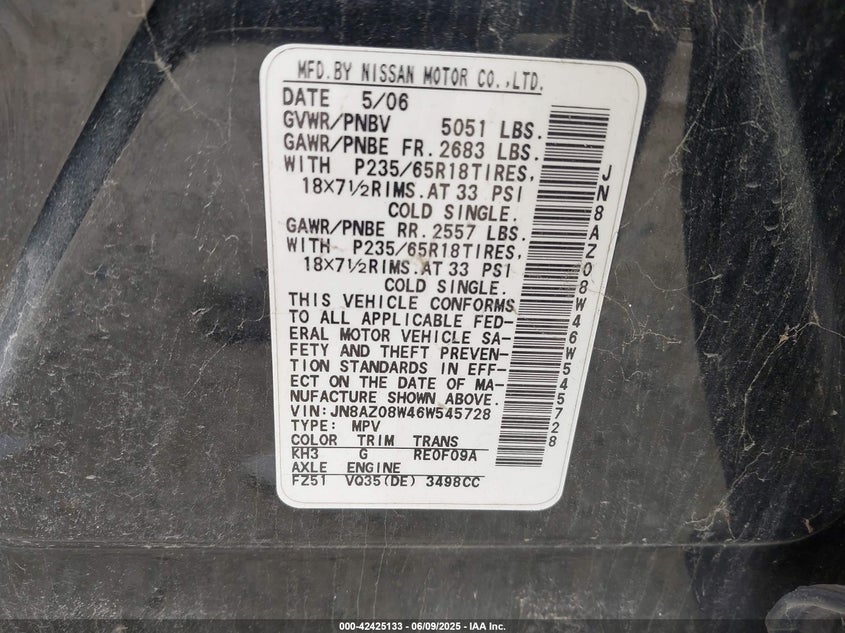 MFD.BY NISSAN MOTOR CO.,LTD.
DATE 5/06
GVWR/PNBV 5051 LBS.
GAWR/PNBE FR.2683 LBS.
WITH P235/65R18TIRES,
18×7½RIMS.AT 33 PSI
COLD SINGLE.
GAWR/PNBE RR.2557 LBS.
WITH P235/65R18TIRES,
18×7½RIMS.AT 33 PSI
COLD SINGLE.
THIS VEHICLE CONFORMS
TO ALL APPLICABLE FED-
ERAL MOTOR VEHICLE SA-
FETY AND THEFT PREVEN-
TION STANDARDS IN EFF-
ECT ON THE DATE OF MA-
NUFACTURE SHOWN ABOVE.
VIN:JN8AZ08W46W545728
TYPE: MPV
COLOR TRIM TRANS
KH3 G RE0F09A
AXLE ENGINE
FZ51 VQ35(DE) 3498CC
JN8AZ08W46W545728
000-42425133 - 06/09/2025 - IAA Inc.